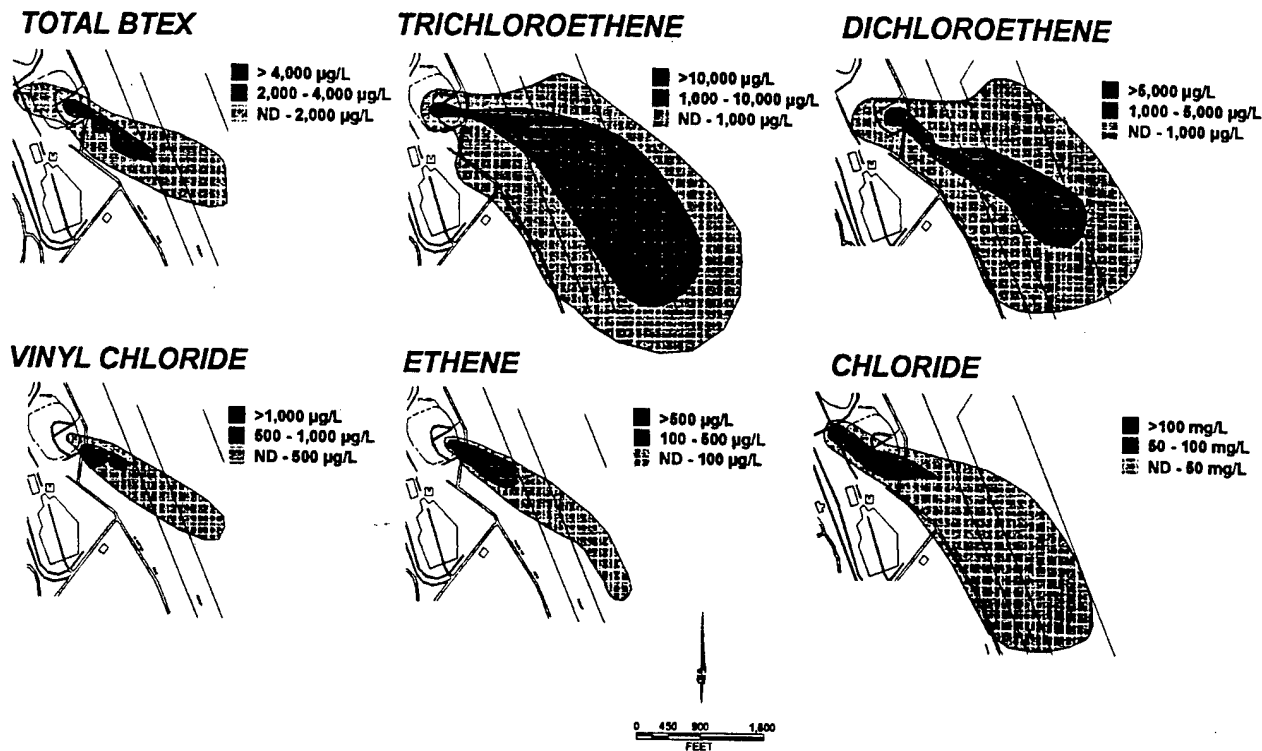 TOTAL BTEX
> 4,000 µg/L
2,000 - 4,000 µg/L
ND - 2,000 µg/L
TRICHLOROETHENE
>10,000 µg/L
1,000 - 10,000 µg/L
ND - 1,000 µg/L
DICHLOROETHENE
>5,000 µg/L
1,000 - 5,000 µg/L
ND - 1,000 µg/L
VINYL CHLORIDE
>1,000 µg/L
500 - 1,000 µg/L
ND - 500 µg/L
ETHENE
>500 µg/L
100 - 500 µg/L
ND - 100 µg/L
CHLORIDE
>100 mg/L
50 - 100 mg/L
ND - 50 mg/L
0 450 900
FEET